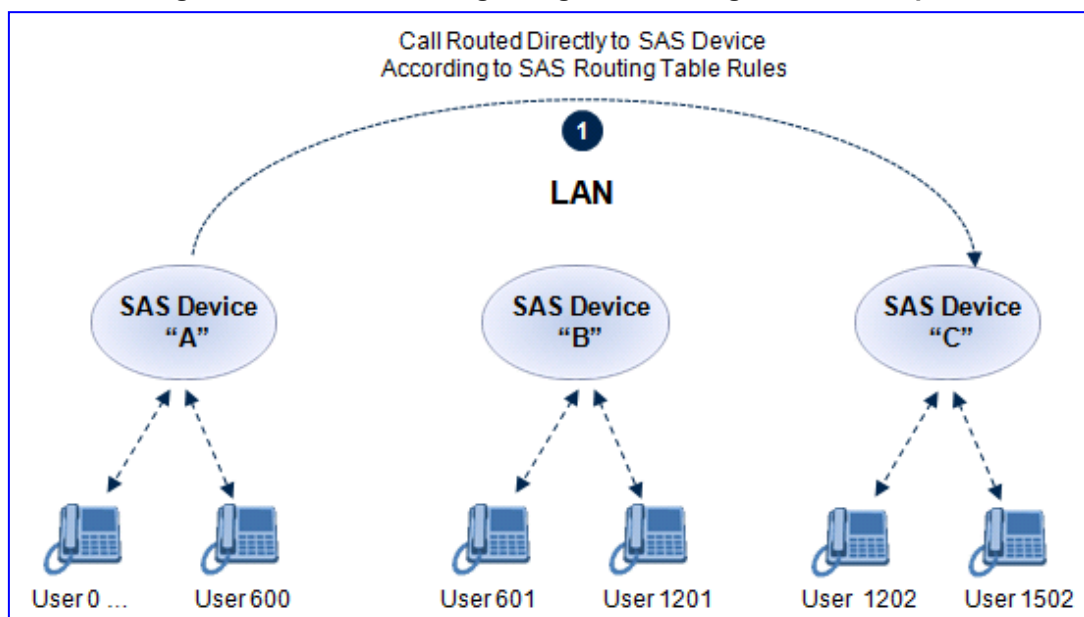 Call Routed Directly to SAS Device
According to SAS Routing Table Rules
1
LAN
SAS Device
“A”
SAS Device
“B”
SAS Device
“C”
User 0 ...
User 600
User 601
User 1201
User 1202
User 1502